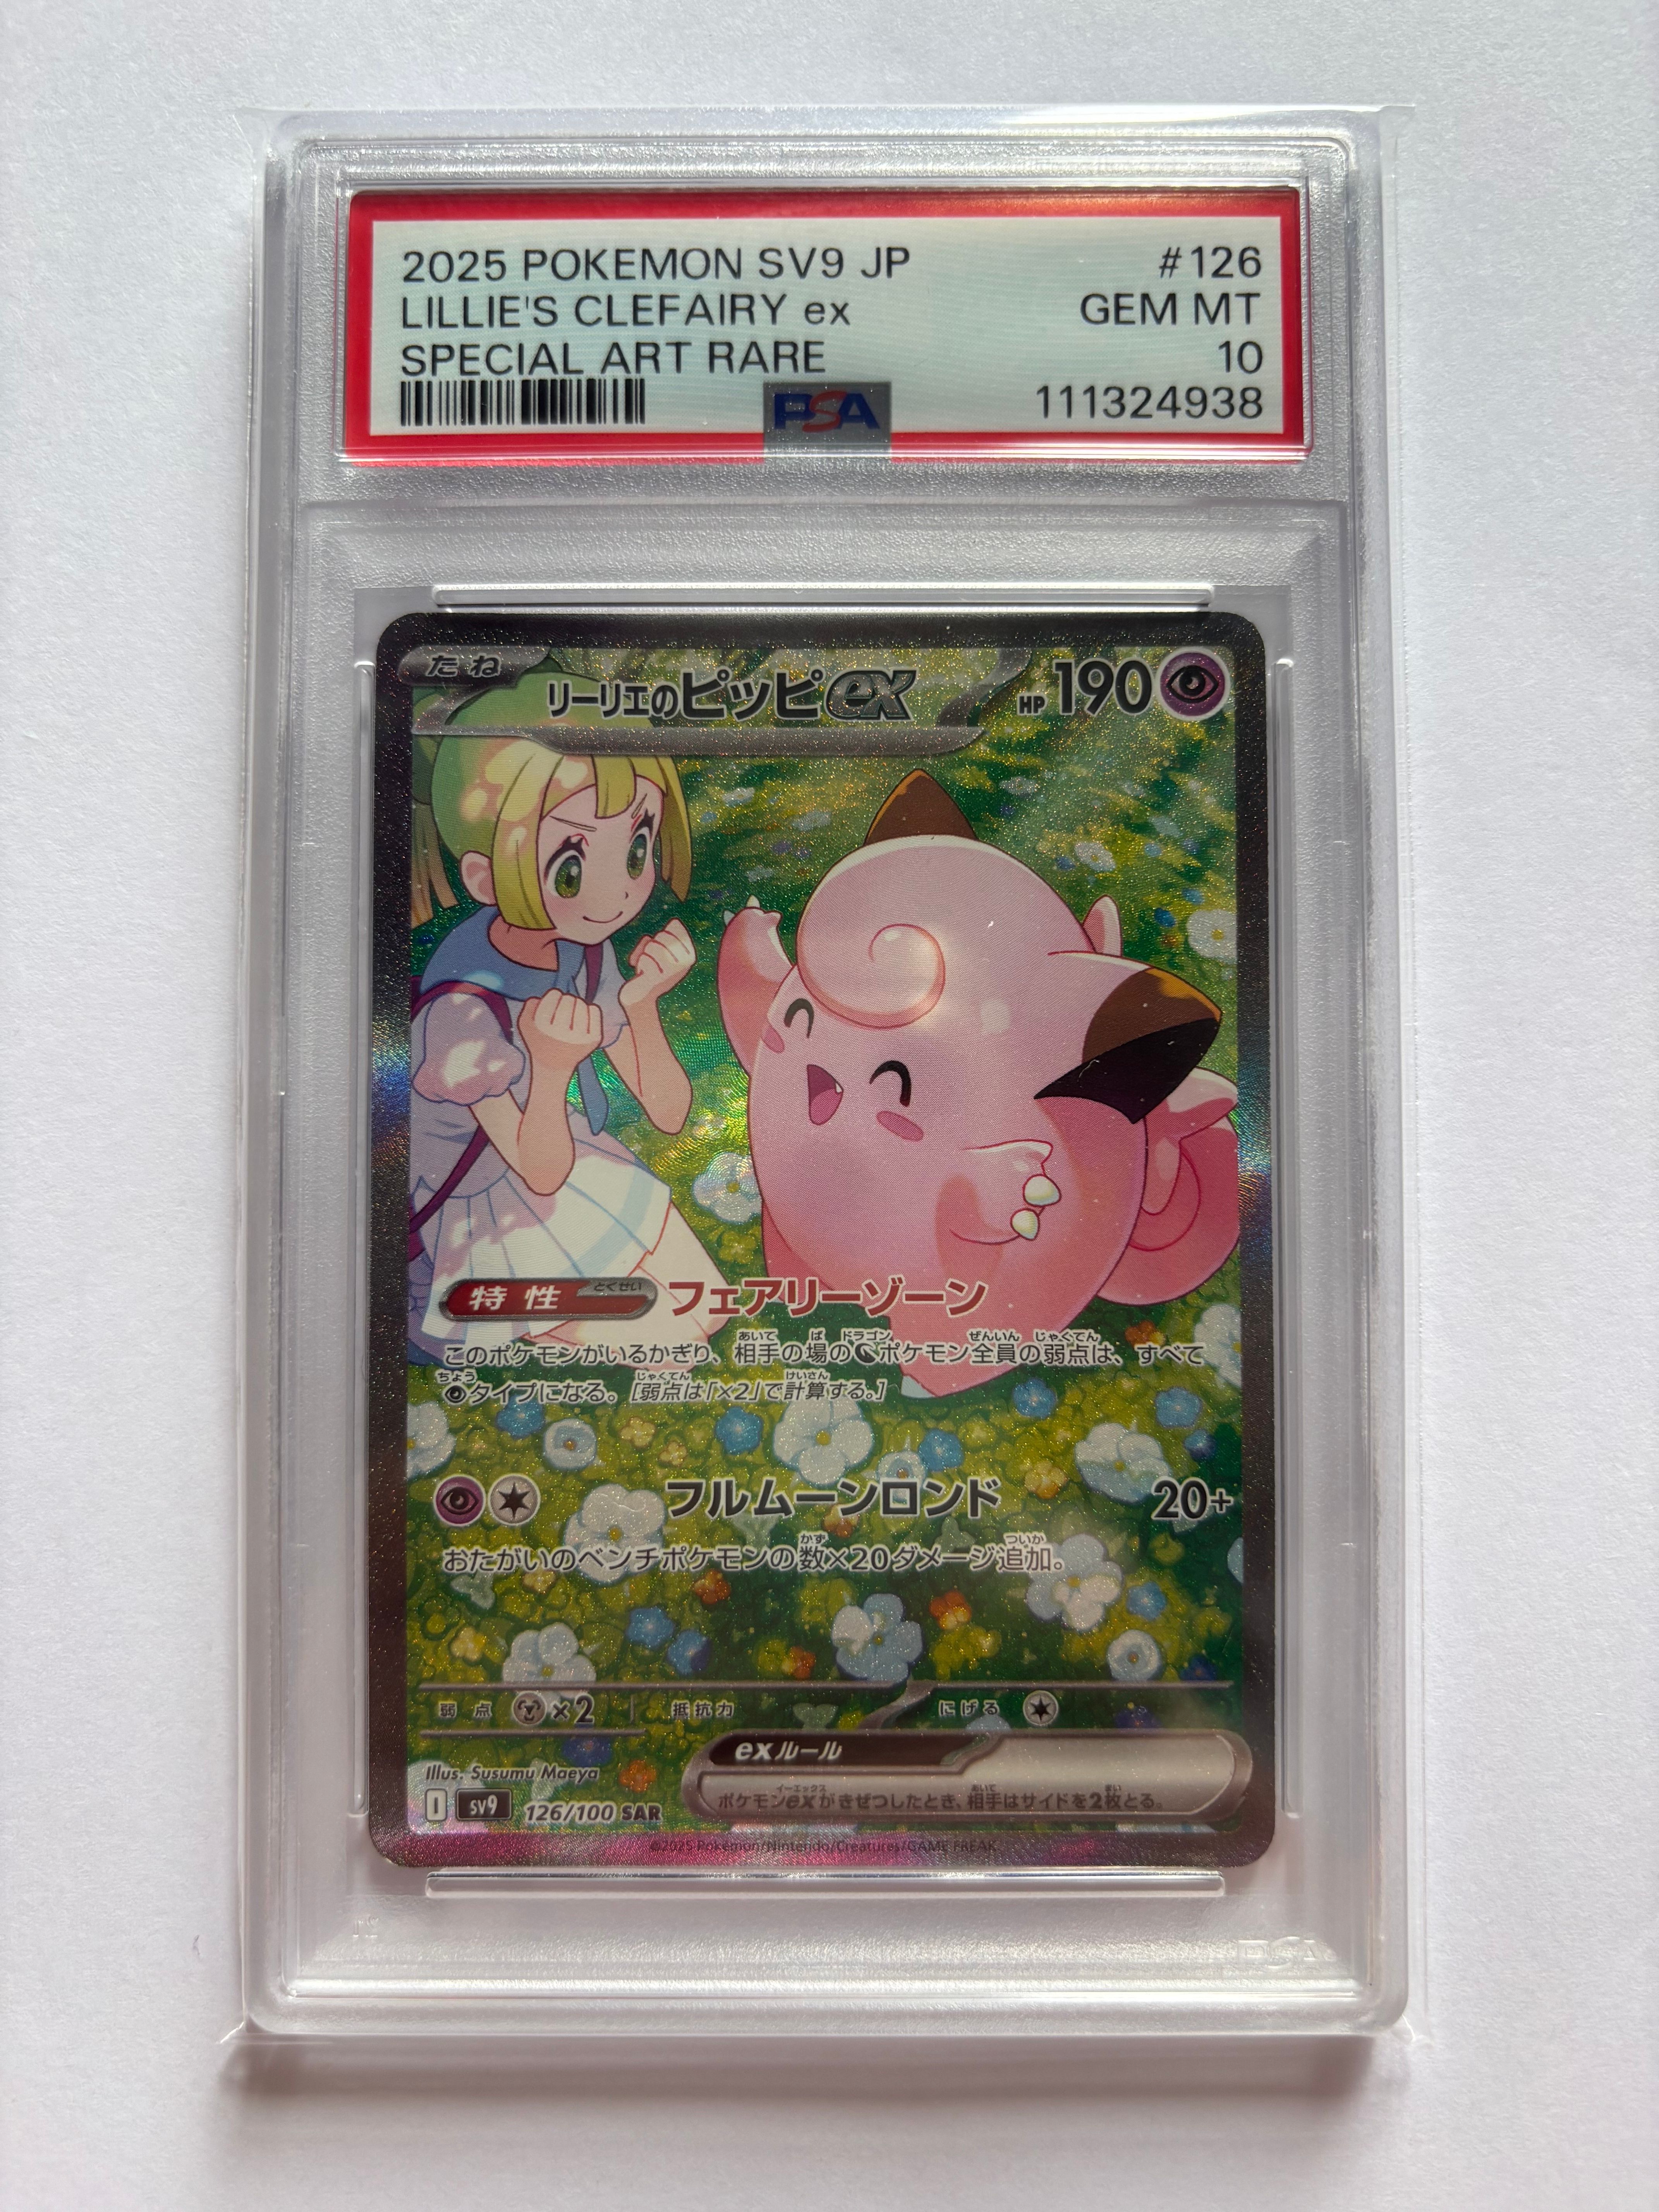 2025 POKEMON SV9 JP #126
LILLIE'S CLEFAIRY ex GEM MT
SPECIAL ART RARE 10
PSA 111324938
たね リーリエのピッピex HP190
特性 とくせい フェアリーゾーン
このポケモンがいるかぎり、相手の場のポケモン全員の弱点は、すべて
タイプになる。[弱点は「×2」で計算する。]
フルムーンロンド 20+
おたがいのベンチポケモンの数×20ダメージ追加。
弱点 ×2 抵抗力 にげる
exルール
ポケモンexがきぜつしたとき、相手はサイドを2枚とる。
Illus. Susumu Maeya
I SV9 126/100 SAR
©2025 Pokémon/Nintendo/Creatures/GAME FREAK
PSA